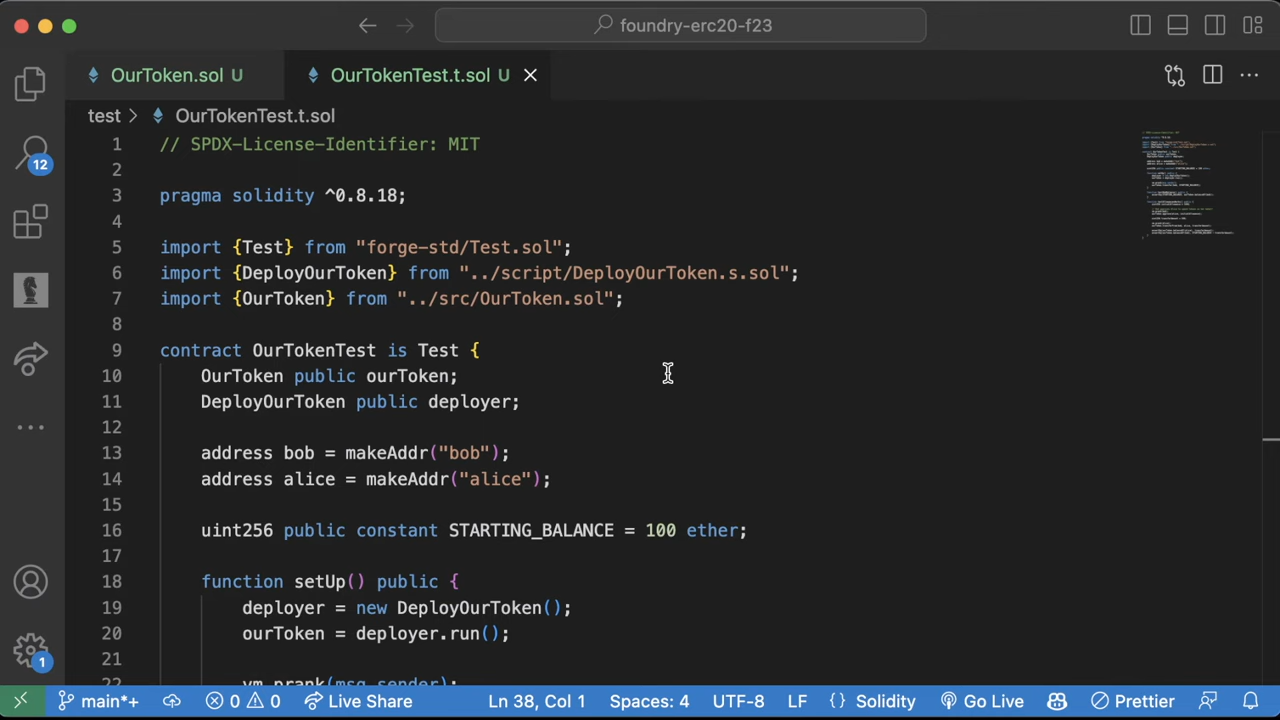 foundry-erc20-f23
OurToken.sol U
OurTokenTest.t.sol U
test > OurTokenTest.t.sol
12
1 // SPDX-License-Identifier: MIT
2
3 pragma solidity ^0.8.18;
4
5 import {Test} from "forge-std/Test.sol";
6 import {DeployOurToken} from "../script/DeployOurToken.s.sol";
7 import {OurToken} from "../src/OurToken.sol";
8
9 contract OurTokenTest is Test {
10 OurToken public ourToken;
11 DeployOurToken public deployer;
12
13 address bob = makeAddr("bob");
14 address alice = makeAddr("alice");
15
16 uint256 public constant STARTING_BALANCE = 100 ether;
17
18 function setUp() public {
19 deployer = new DeployOurToken();
20 ourToken = deployer.run();
21
22 vm.prank(msg.sender);
1
main*+ 0 0 Live Share Ln 38, Col 1 Spaces: 4 UTF-8 LF {} Solidity Go Live Prettier